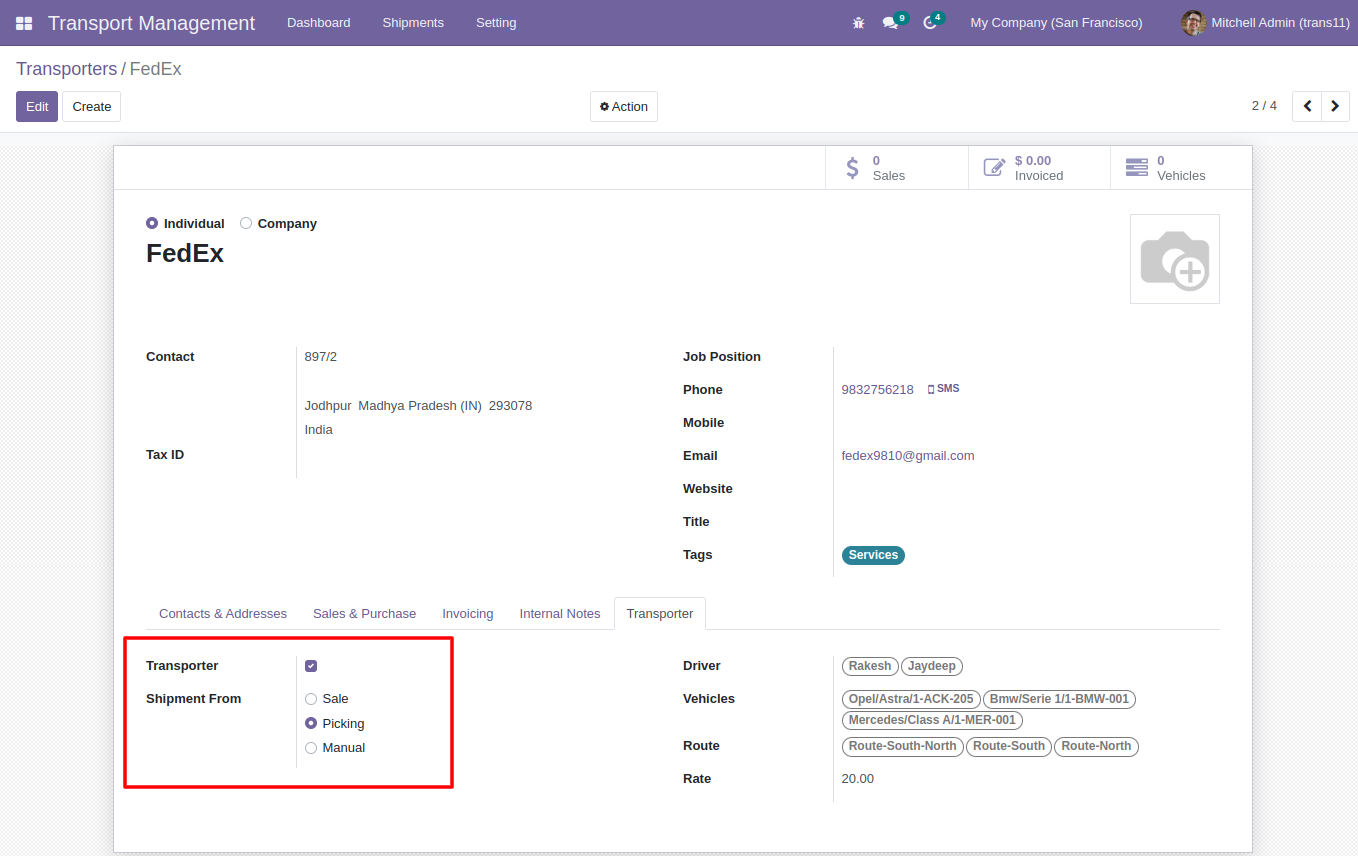 Transport Management Dashboard Shipments Setting 9 4 My Company (San Francisco) Mitchell Admin (trans11)
Transporters / FedEx
Edit Create Action 2 / 4
0
Sales
$ 0.00
Invoiced
0
Vehicles
Individual Company
FedEx
Contact 897/2
Jodhpur Madhya Pradesh (IN) 293078
India
Tax ID
Job Position
Phone 9832756218 SMS
Mobile
Email fedex9810@gmail.com
Website
Title
Tags Services
Contacts & Addresses Sales & Purchase Invoicing Internal Notes Transporter
Transporter
Shipment From Sale
Picking
Manual
Driver Rakesh Jaydeep
Vehicles Opel/Astra/1-ACK-205 Bmw/Serie 1/1-BMW-001
Mercedes/Class A/1-MER-001
Route Route-South-North Route-South Route-North
Rate 20.00